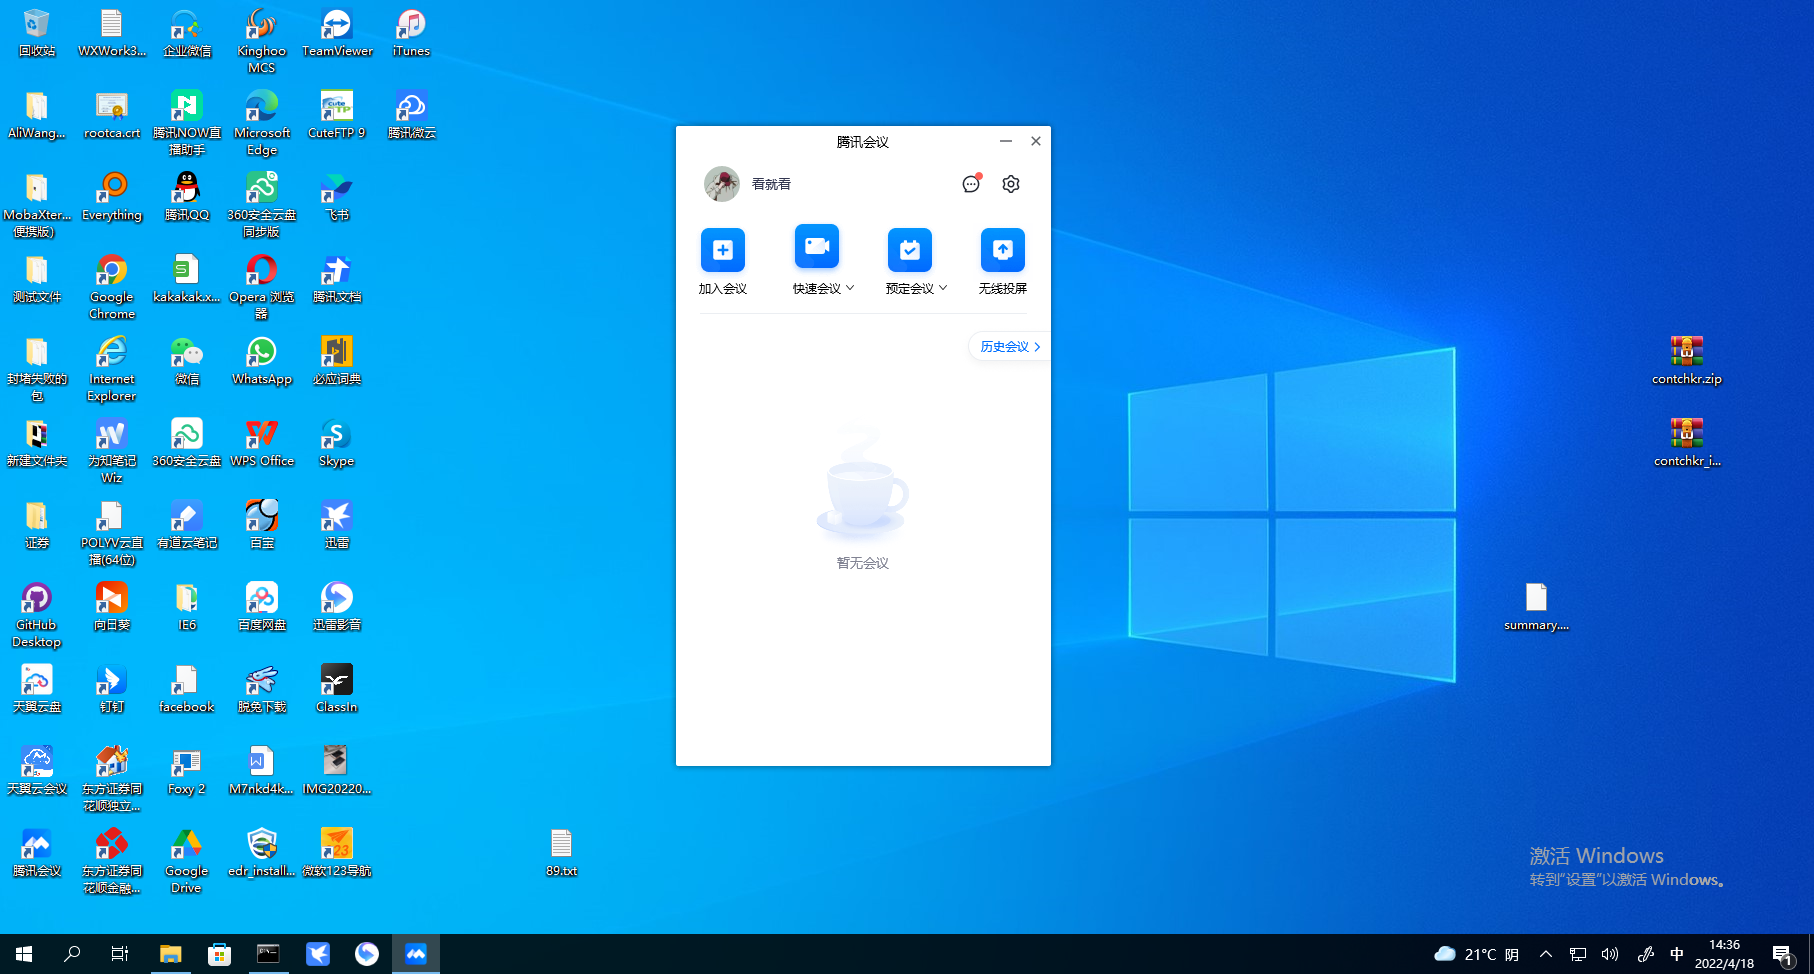 回收站
WXWork3...
企业微信
Kinghoo
MCS
TeamViewer
iTunes
AliWang...
rootca.crt
腾讯NOW直
播助手
Microsoft
Edge
CuteFTP 9
腾讯微云
MobaXter...
便携版)
Everything
腾讯QQ
360安全云盘
同步版
飞书
测试文件
Google
Chrome
kakakak.x...
Opera 浏览
器
腾讯文档
封堵失败的
包
Internet
Explorer
微信
WhatsApp
必应词典
新建文件夹
为知笔记
Wiz
360安全云盘
WPS Office
Skype
证券
POLYV云直
播(64位)
有道云笔记
百宝
迅雷
GitHub
Desktop
向日葵
IE6
百度网盘
迅雷影音
天翼云盘
钉钉
facebook
脱兔下载
ClassIn
天翼云会议
东方证券同
花顺独立...
Foxy 2
M7nkd4k...
IMG20220...
腾讯会议
东方证券同
花顺金融...
Google
Drive
edr_install...
微软123导航
89.txt
腾讯会议
看就看
加入会议
快速会议
预定会议
无线投屏
历史会议
暂无会议
contchkr.zip
contchkr_i...
summary....
激活 Windows
转到“设置”以激活 Windows。
21°C 阴
中
14:36
2022/4/18
1